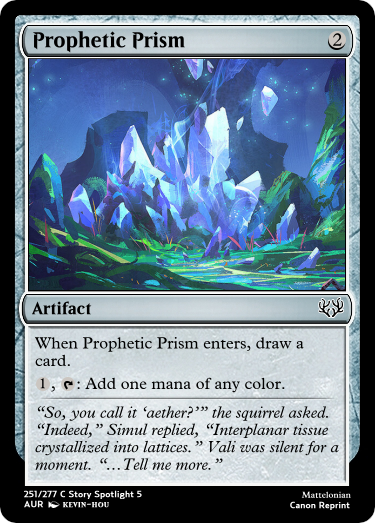 Prophetic Prism 2
Artifact
When Prophetic Prism enters, draw a
card.
1, : Add one mana of any color.
“So, you call it ‘aether?’” the squirrel asked.
“Indeed,” Simul replied, “Interplanar tissue
crystallized into lattices.” Vali was silent for a
moment. “…Tell me more.”
251/277 C Story Spotlight 5
Mattelonian
AUR KEVIN-HOU
Canon Reprint